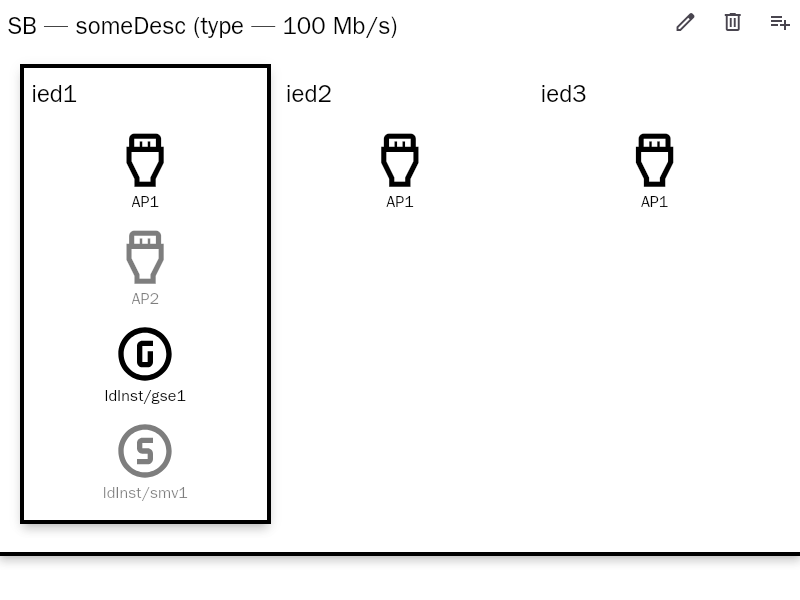 SB — someDesc (type — 100 Mb/s)
ied1
ied2
ied3
AP1
AP1
AP1
AP2
G
ldInst/gse1
S
ldInst/smv1